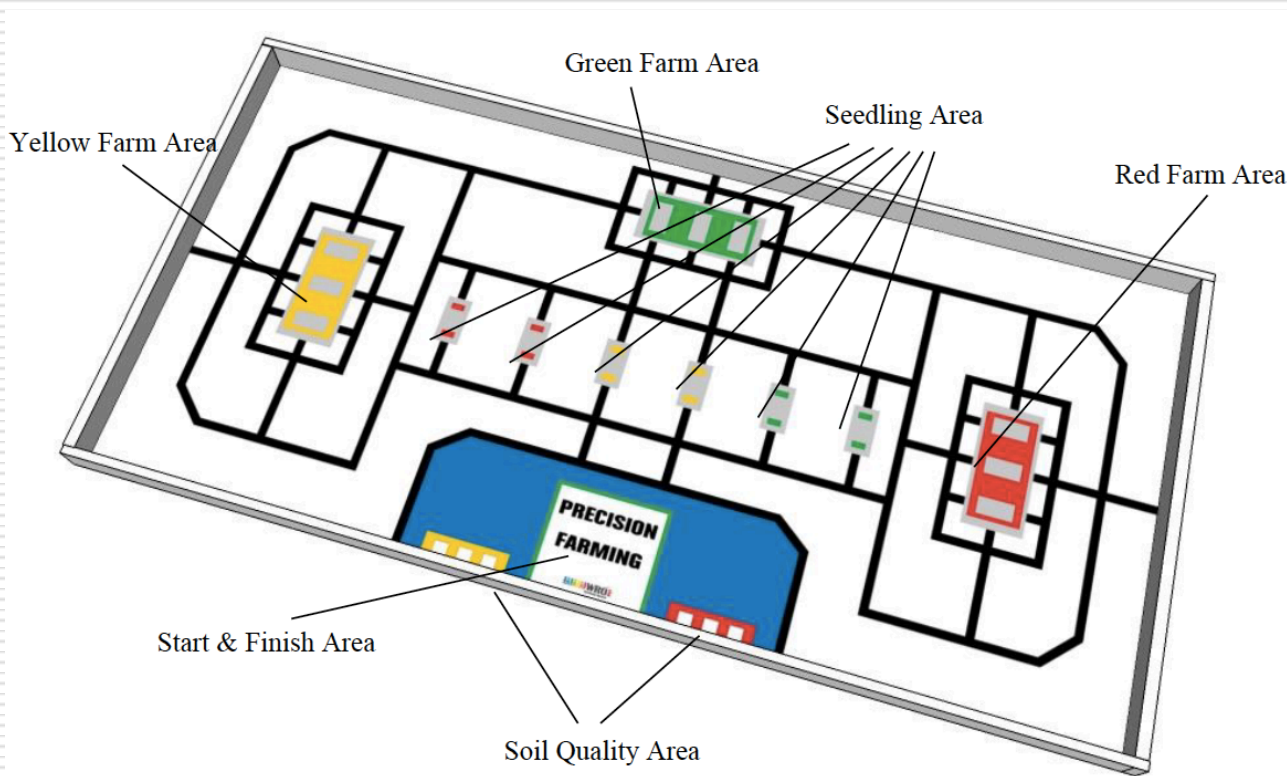 Green Farm Area
Seedling Area
Yellow Farm Area
Red Farm Area
PRECISION
FARMING
WRO
Start & Finish Area
Soil Quality Area